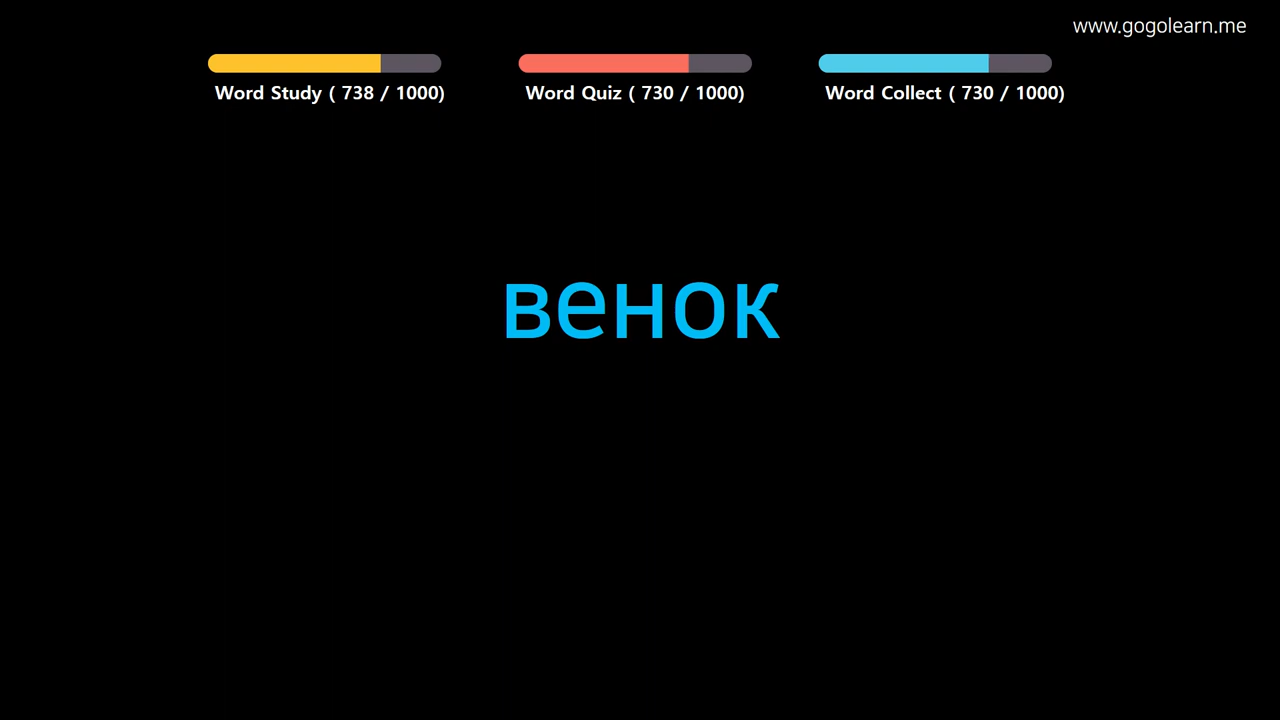 www.gogolearn.me
Word Study ( 738 / 1000)
Word Quiz ( 730 / 1000)
Word Collect ( 730 / 1000)
венок